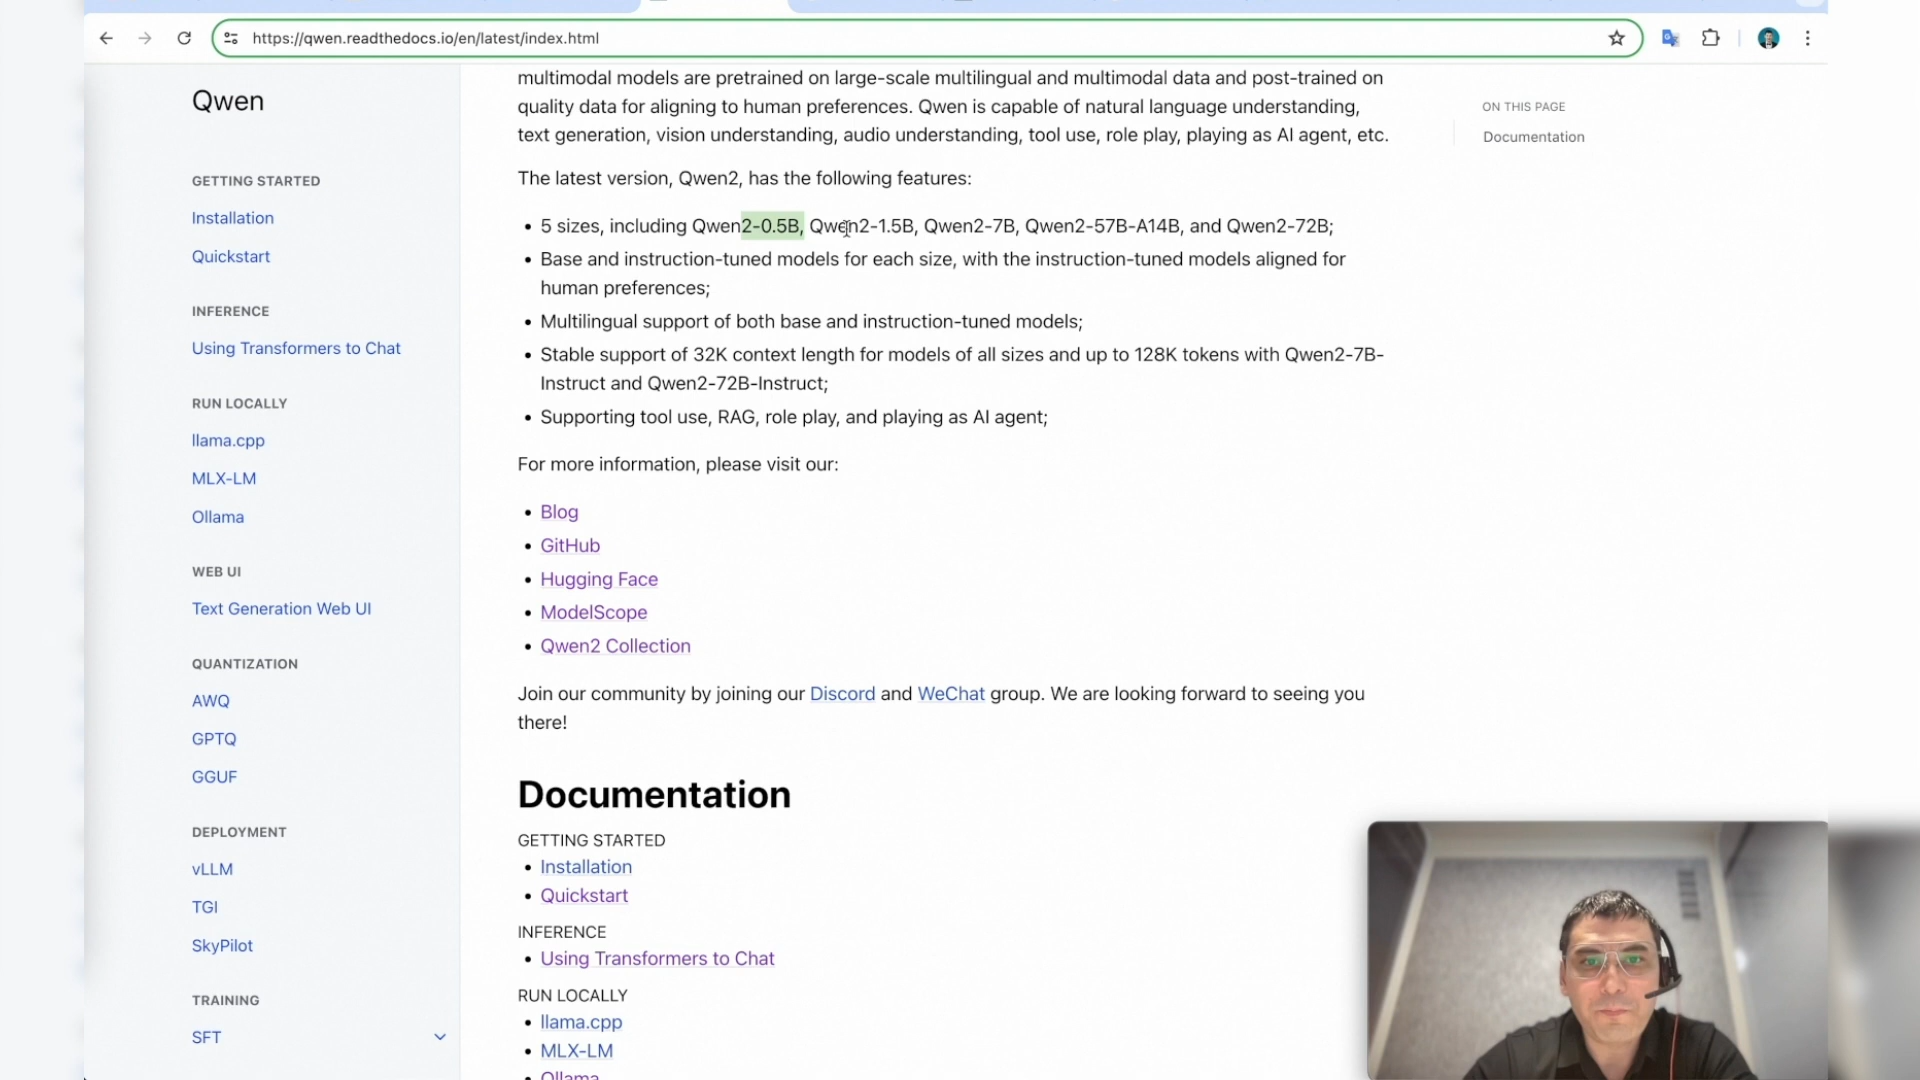 https://qwen.readthedocs.io/en/latest/index.html
Qwen
GETTING STARTED
Installation
Quickstart
INFERENCE
Using Transformers to Chat
RUN LOCALLY
llama.cpp
MLX-LM
Ollama
WEB UI
Text Generation Web UI
QUANTIZATION
AWQ
GPTQ
GGUF
DEPLOYMENT
vLLM
TGI
SkyPilot
TRAINING
SFT
multimodal models are pretrained on large-scale multilingual and multimodal data and post-trained on
quality data for aligning to human preferences. Qwen is capable of natural language understanding,
text generation, vision understanding, audio understanding, tool use, role play, playing as AI agent, etc.
The latest version, Qwen2, has the following features:
• 5 sizes, including Qwen2-0.5B, Qwen2-1.5B, Qwen2-7B, Qwen2-57B-A14B, and Qwen2-72B;
• Base and instruction-tuned models for each size, with the instruction-tuned models aligned for
human preferences;
• Multilingual support of both base and instruction-tuned models;
• Stable support of 32K context length for models of all sizes and up to 128K tokens with Qwen2-7B-
Instruct and Qwen2-72B-Instruct;
• Supporting tool use, RAG, role play, and playing as AI agent;
For more information, please visit our:
• Blog
• GitHub
• Hugging Face
• ModelScope
• Qwen2 Collection
Join our community by joining our Discord and WeChat group. We are looking forward to seeing you
there!
Documentation
GETTING STARTED
• Installation
• Quickstart
INFERENCE
• Using Transformers to Chat
RUN LOCALLY
• llama.cpp
• MLX-LM
• Ollama
ON THIS PAGE
Documentation